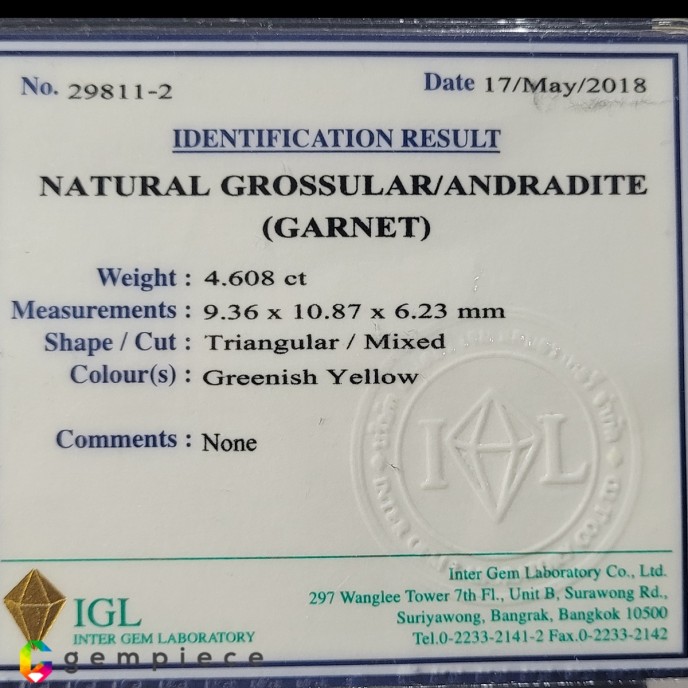 No. 29811-2
Date 17/May/2018
IDENTIFICATION RESULT
NATURAL GROSSULAR/ANDRADITE
(GARNET)
Weight : 4.608 ct
Measurements : 9.36 x 10.87 x 6.23 mm
Shape / Cut : Triangular / Mixed
Colour(s) : Greenish Yellow
Comments : None
I L
Inter Gem Laboratory Co., Ltd.
297 Wanglee Tower 7th Fl., Unit B, Surawong Rd.,
Suriyawong, Bangrak, Bangkok 10500
Tel.0-2233-2141-2 Fax.0-2233-2142
IGL
INTER GEM LABORATORY
gempiece